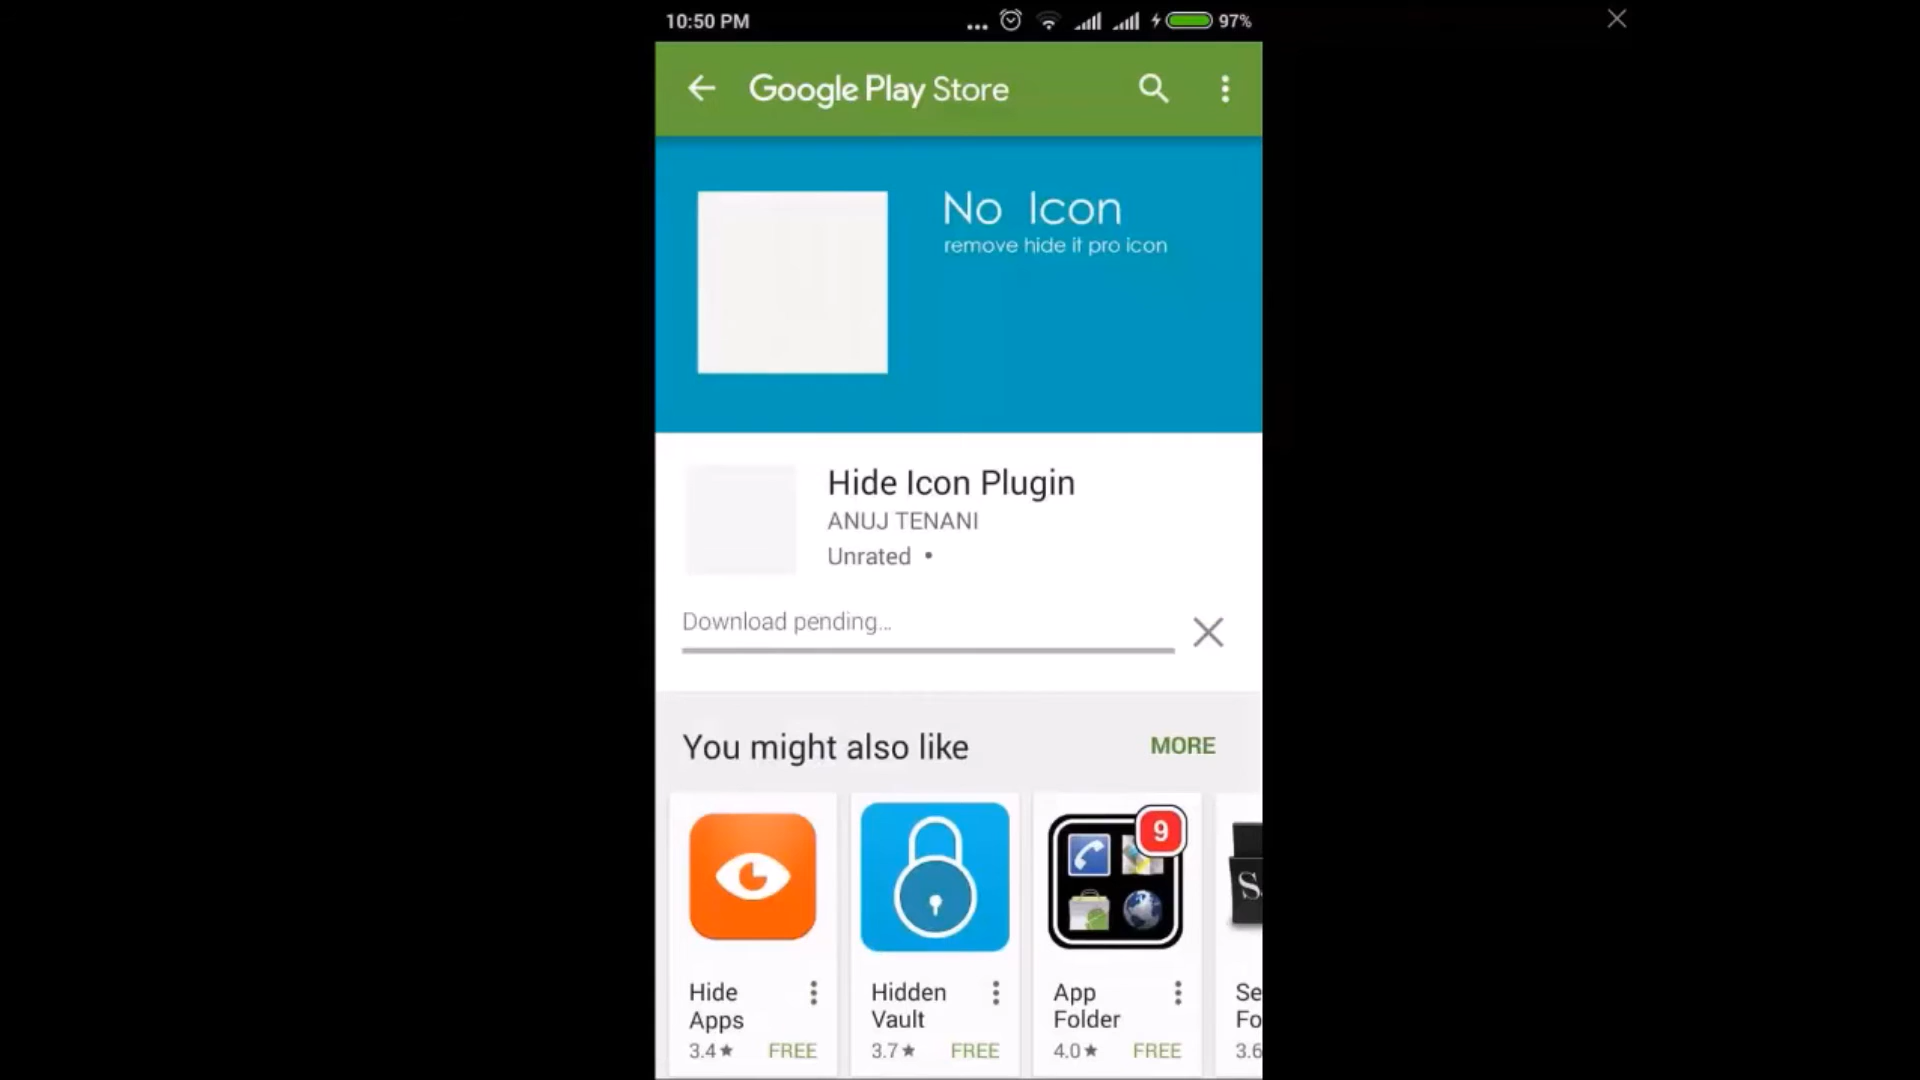 10:50 PM
97%
Google Play Store
No Icon
remove hide it pro icon
Hide Icon Plugin
ANUJ TENANI
Unrated •
Download pending...
You might also like
MORE
9
Hide
Apps
3.4★ FREE
Hidden
Vault
3.7★ FREE
App
Folder
4.0★ FREE
S
Se
Fo
3.6